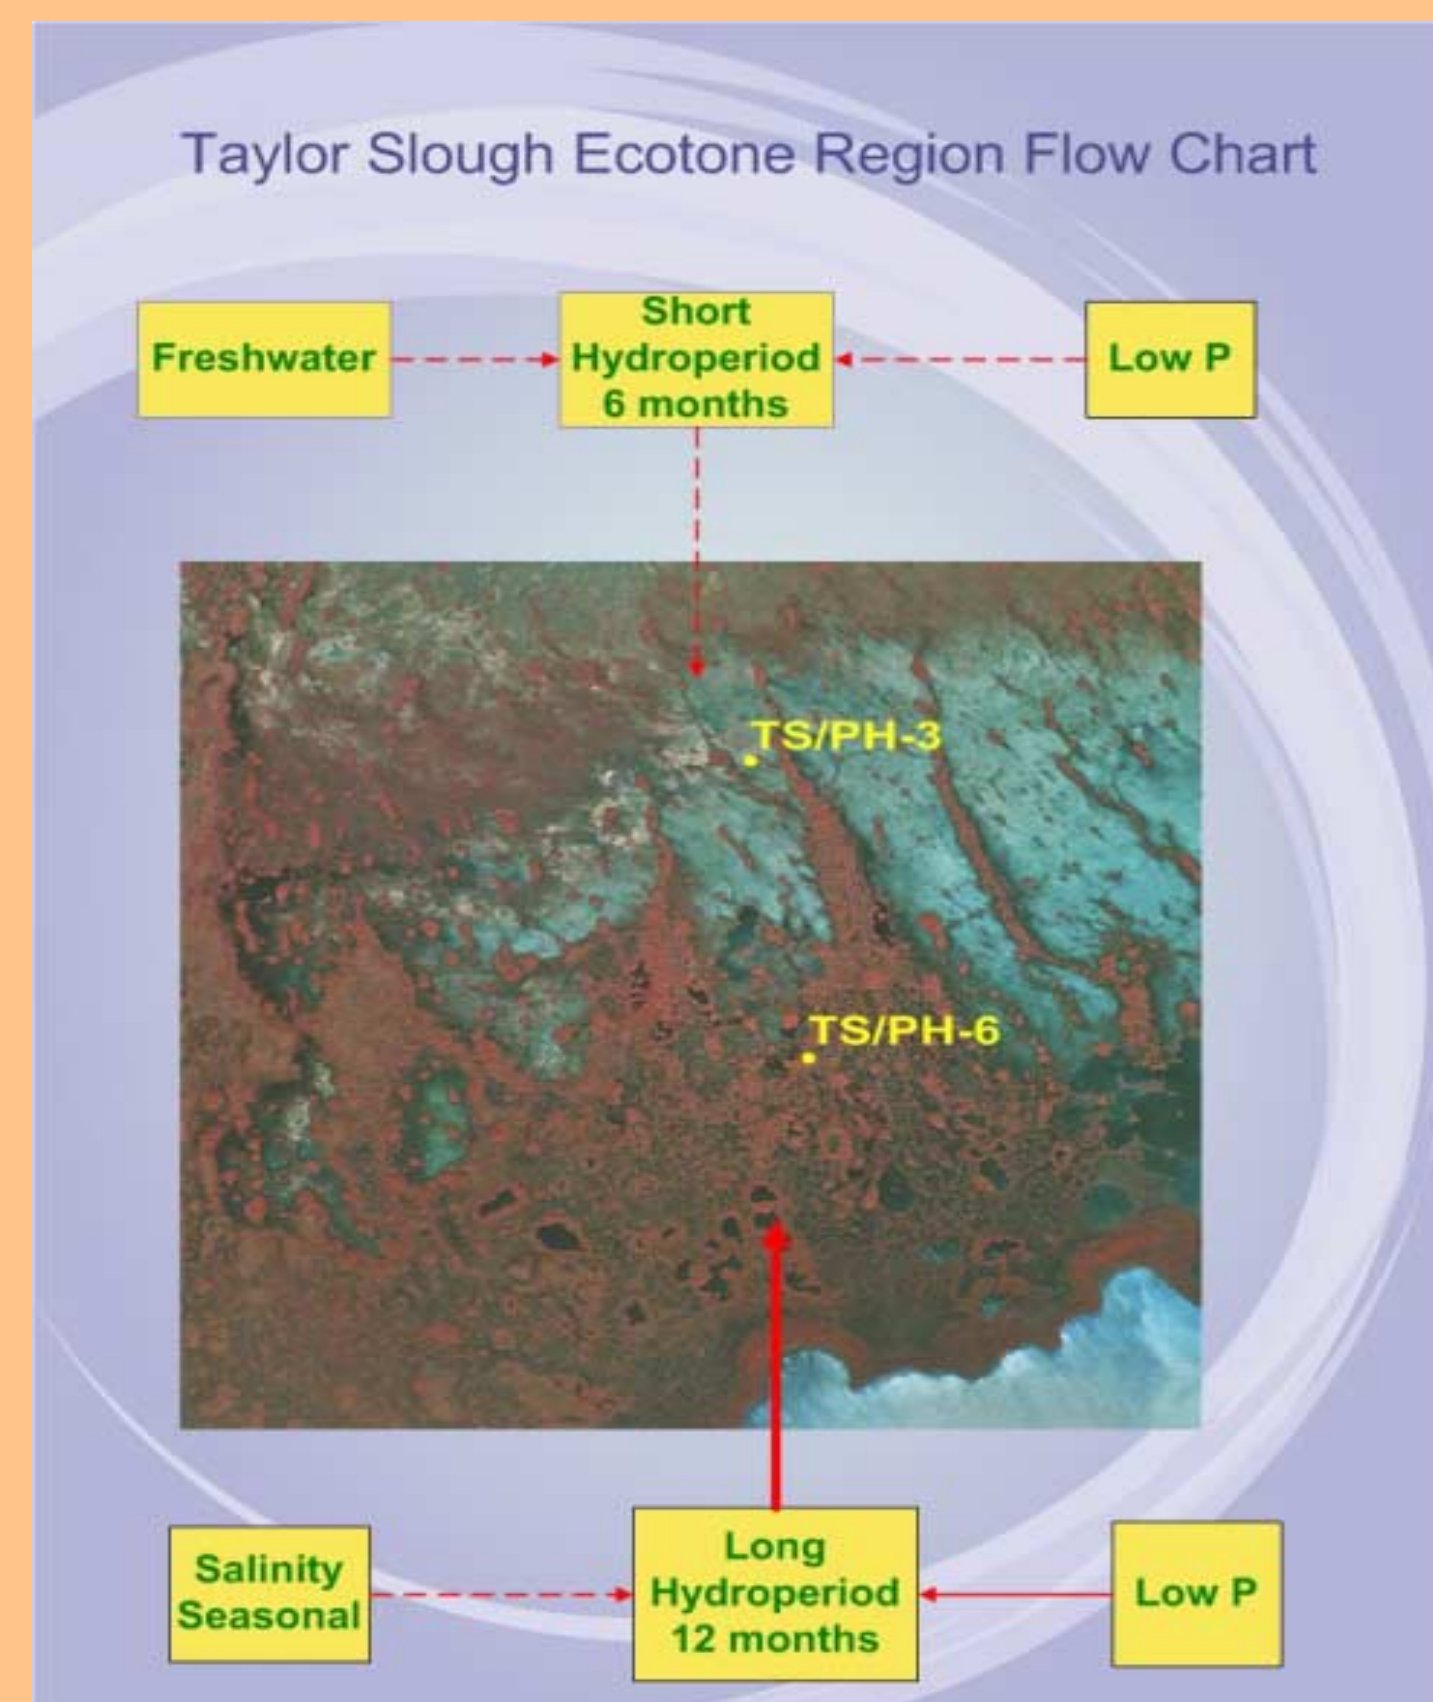 Taylor Slough Ecotone Region Flow Chart
Freshwater
Short
Hydroperiod
6 months
Low P
TS/PH-3
TS/PH-6
Salinity
Seasonal
Long
Hydroperiod
12 months
Low P